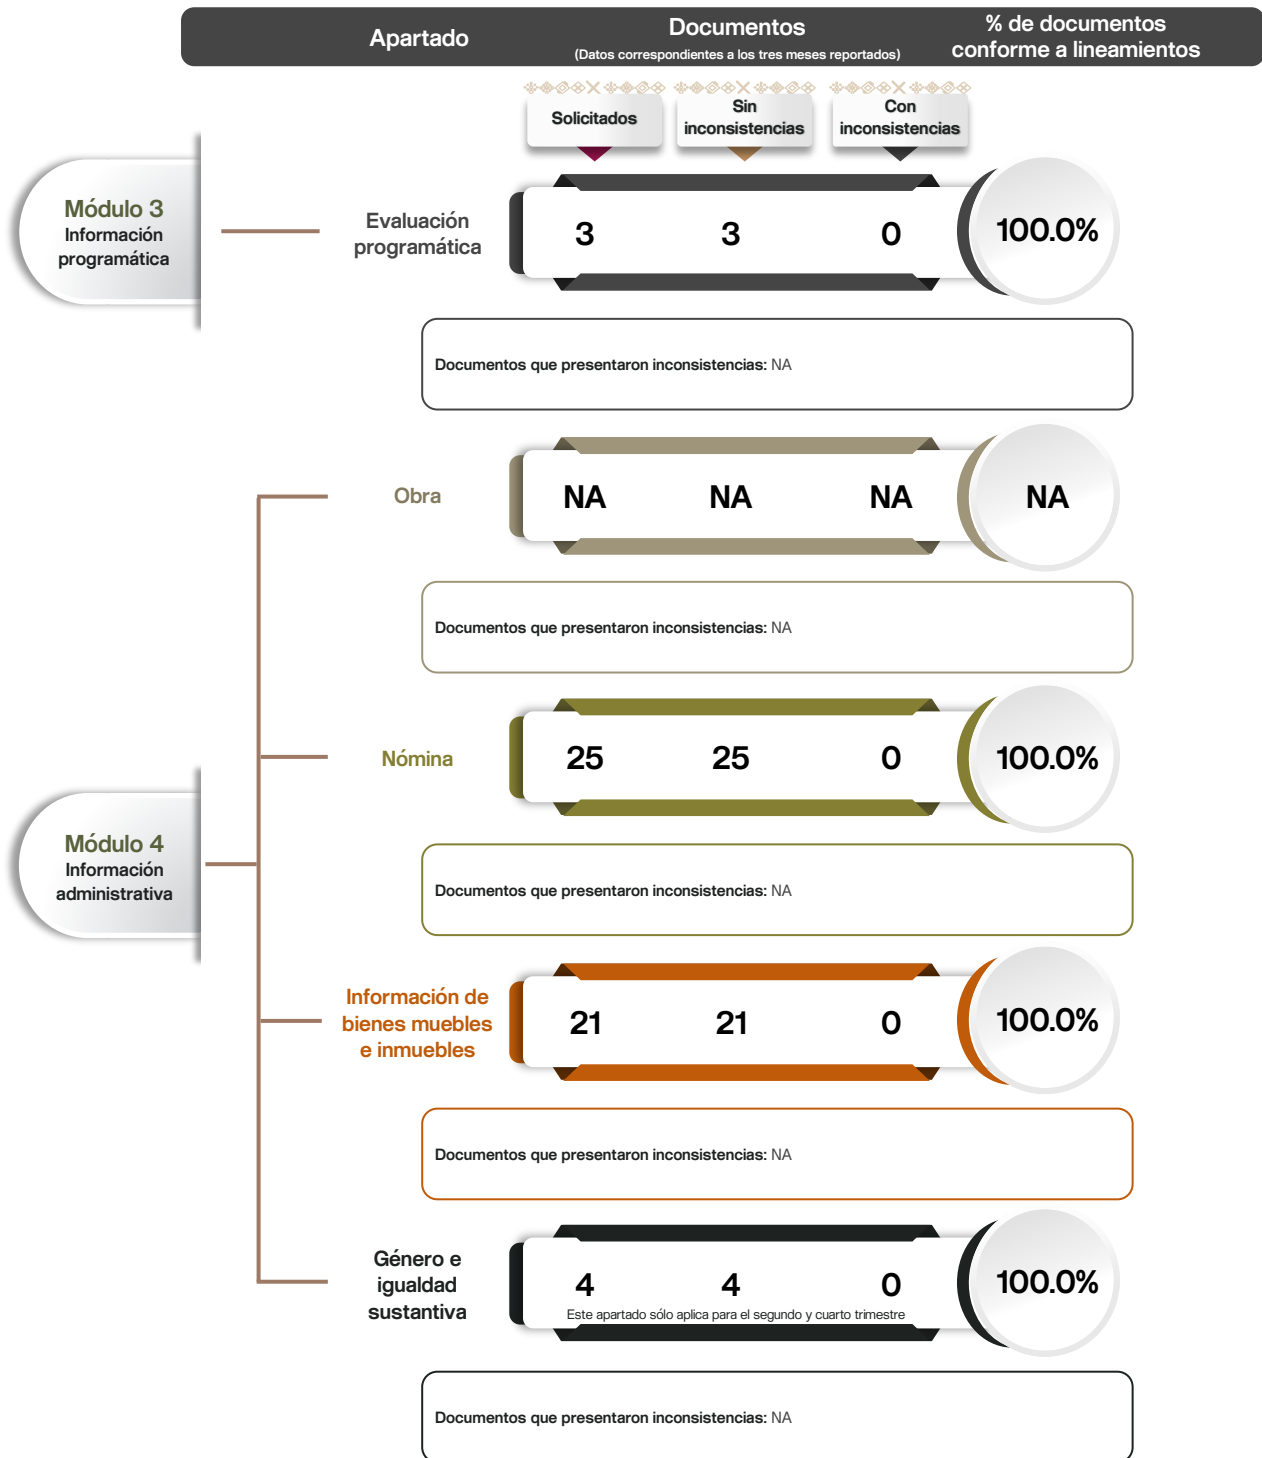 Apartado
Documentos
(Datos correspondientes a los tres meses reportados)
% de documentos
conforme a lineamientos
Solicitados
Sin
inconsistencias
Con
inconsistencias
Módulo 3
Información
programática
Evaluación
programática
3 3 0 100.0%
Documentos que presentaron inconsistencias: NA
Obra
NA NA NA NA
Documentos que presentaron inconsistencias: NA
Módulo 4
Información
administrativa
Nómina
25 25 0 100.0%
Documentos que presentaron inconsistencias: NA
Información de
bienes muebles
e inmuebles
21 21 0 100.0%
Documentos que presentaron inconsistencias: NA
Género e
igualdad
sustantiva
4 4 0 100.0%
Este apartado sólo aplica para el segundo y cuarto trimestre
Documentos que presentaron inconsistencias: NA